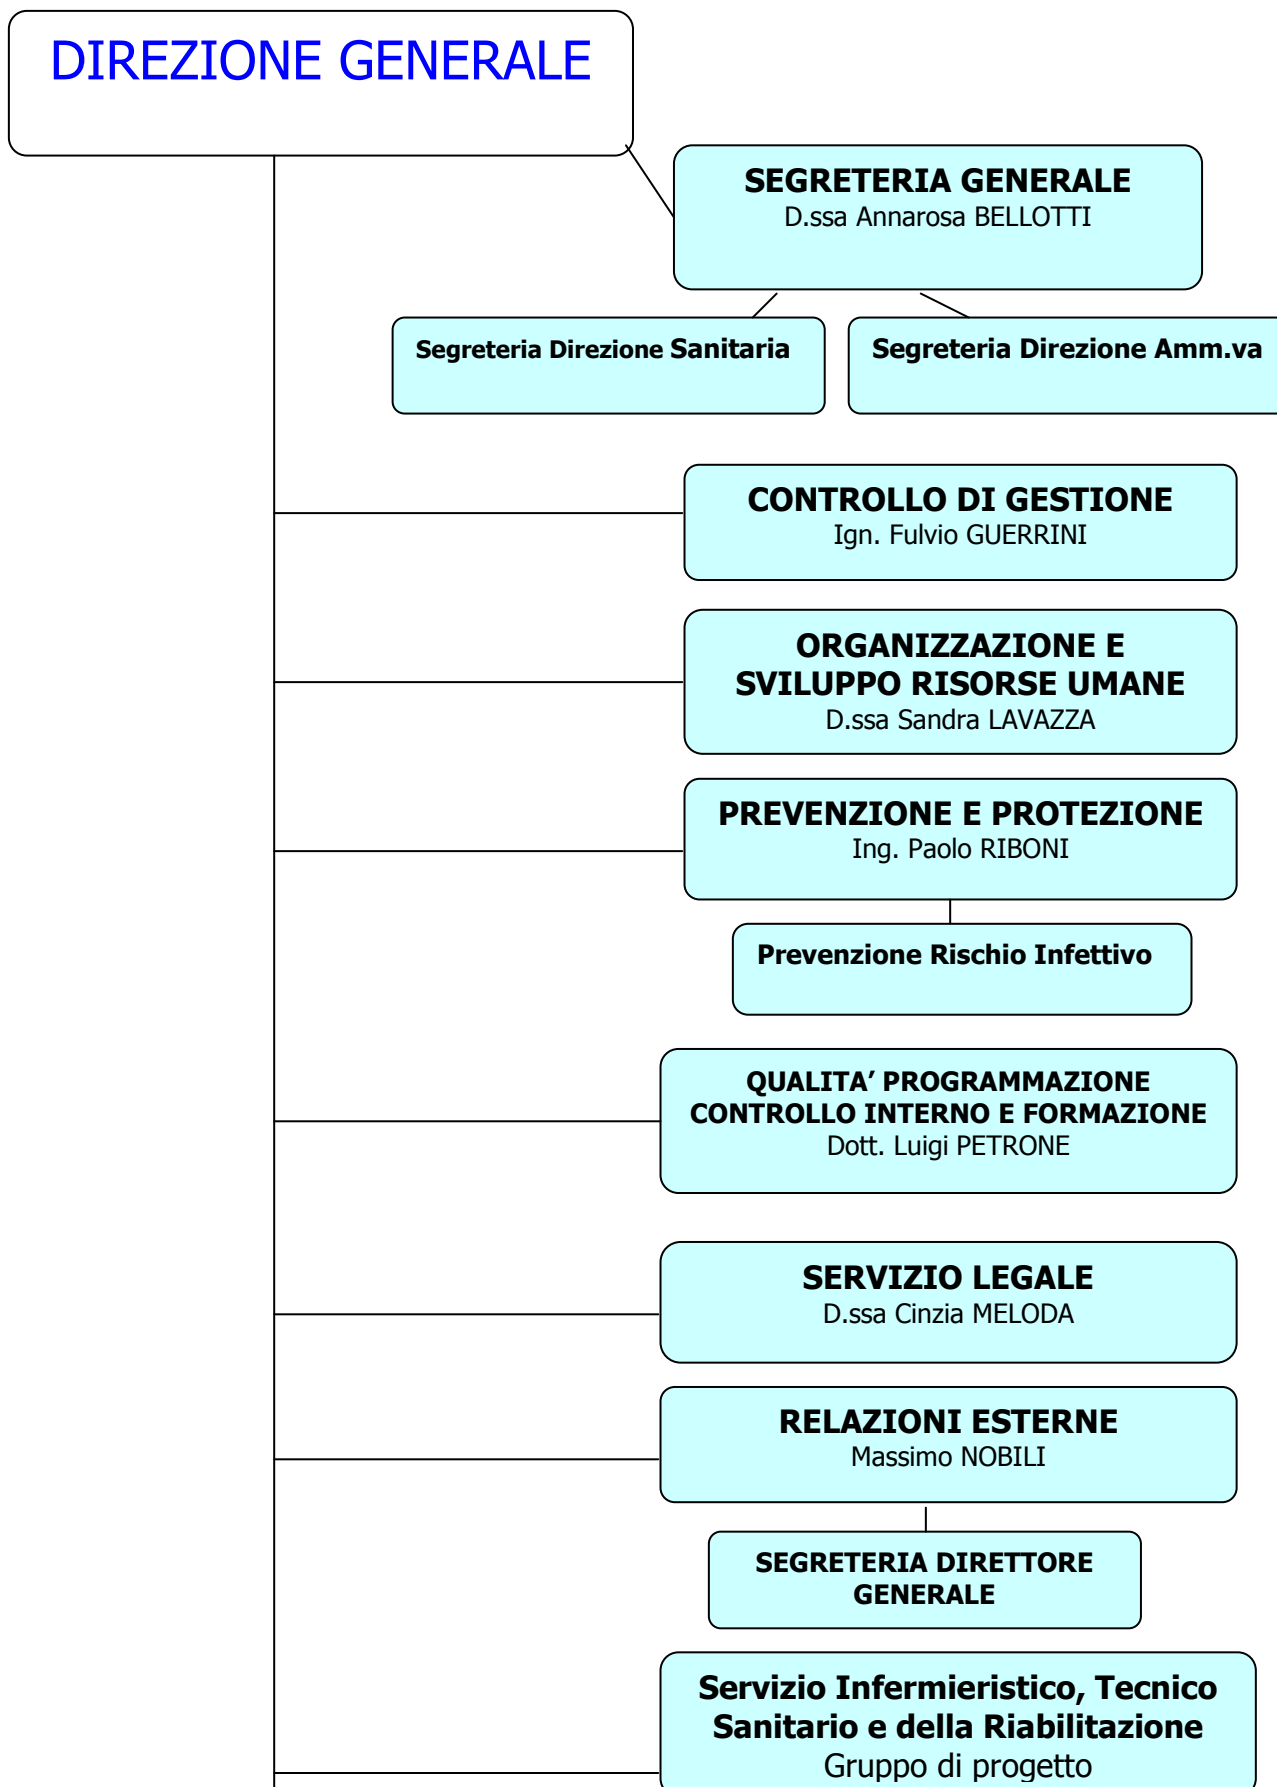 DIREZIONE GENERALE
SEGRETERIA GENERALE
D.ssa Annarosa BELLOTTI
Segreteria Direzione Sanitaria
Segreteria Direzione Amm.va
CONTROLLO DI GESTIONE
Ign. Fulvio GUERRINI
ORGANIZZAZIONE E
SVILUPPO RISORSE UMANE
D.ssa Sandra LAVAZZA
PREVENZIONE E PROTEZIONE
Ing. Paolo RIBONI
Prevenzione Rischio Infettivo
QUALITA’ PROGRAMMAZIONE
CONTROLLO INTERNO E FORMAZIONE
Dott. Luigi PETRONE
SERVIZIO LEGALE
D.ssa Cinzia MELODA
RELAZIONI ESTERNE
Massimo NOBILI
SEGRETERIA DIRETTORE
GENERALE
Servizio Infermieristico, Tecnico
Sanitario e della Riabilitazione
Gruppo di progetto